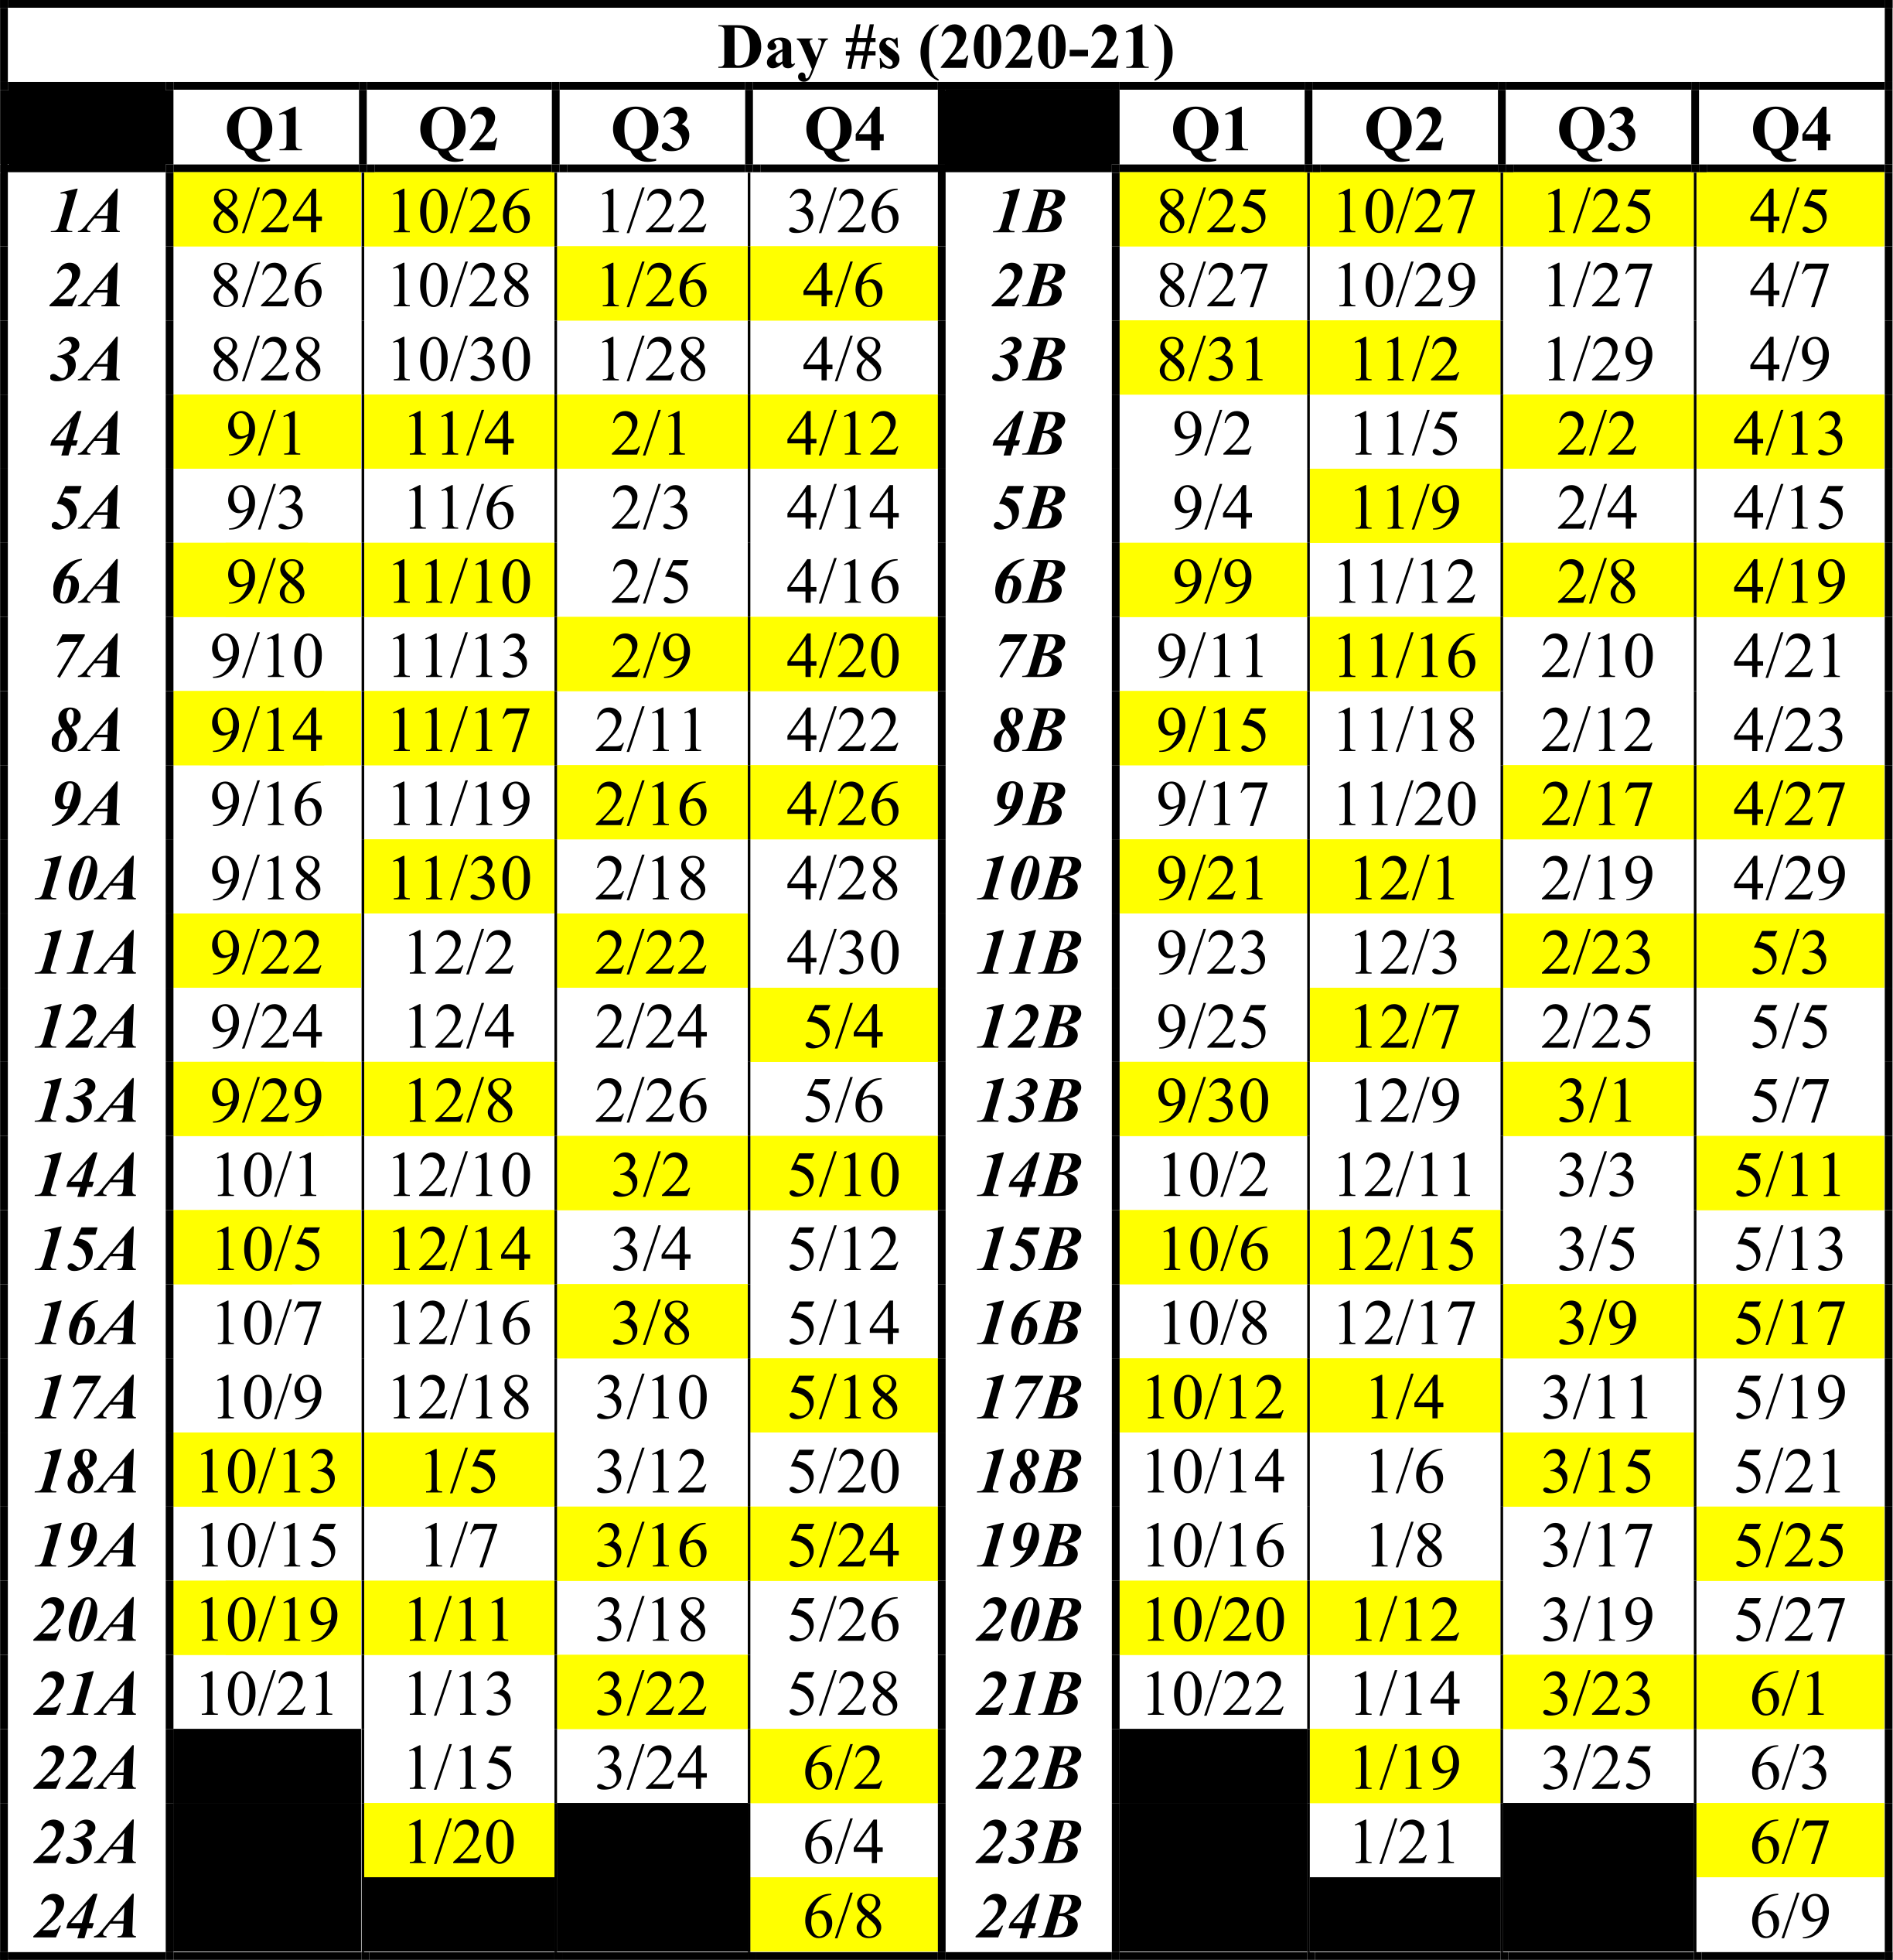 Day #s (2020-21)
Q1 Q2 Q3 Q4 Q1 Q2 Q3 Q4
1A 8/24 10/26 1/22 3/26 1B 8/25 10/27 1/25 4/5
2A 8/26 10/28 1/26 4/6 2B 8/27 10/29 1/27 4/7
3A 8/28 10/30 1/28 4/8 3B 8/31 11/2 1/29 4/9
4A 9/1 11/4 2/1 4/12 4B 9/2 11/5 2/2 4/13
5A 9/3 11/6 2/3 4/14 5B 9/4 11/9 2/4 4/15
6A 9/8 11/10 2/5 4/16 6B 9/9 11/12 2/8 4/19
7A 9/10 11/13 2/9 4/20 7B 9/11 11/16 2/10 4/21
8A 9/14 11/17 2/11 4/22 8B 9/15 11/18 2/12 4/23
9A 9/16 11/19 2/16 4/26 9B 9/17 11/20 2/17 4/27
10A 9/18 11/30 2/18 4/28 10B 9/21 12/1 2/19 4/29
11A 9/22 12/2 2/22 4/30 11B 9/23 12/3 2/23 5/3
12A 9/24 12/4 2/24 5/4 12B 9/25 12/7 2/25 5/5
13A 9/29 12/8 2/26 5/6 13B 9/30 12/9 3/1 5/7
14A 10/1 12/10 3/2 5/10 14B 10/2 12/11 3/3 5/11
15A 10/5 12/14 3/4 5/12 15B 10/6 12/15 3/5 5/13
16A 10/7 12/16 3/8 5/14 16B 10/8 12/17 3/9 5/17
17A 10/9 12/18 3/10 5/18 17B 10/12 1/4 3/11 5/19
18A 10/13 1/5 3/12 5/20 18B 10/14 1/6 3/15 5/21
19A 10/15 1/7 3/16 5/24 19B 10/16 1/8 3/17 5/25
20A 10/19 1/11 3/18 5/26 20B 10/20 1/12 3/19 5/27
21A 10/21 1/13 3/22 5/28 21B 10/22 1/14 3/23 6/1
22A 1/15 3/24 6/2 22B 1/19 3/25 6/3
23A 1/20 6/4 23B 1/21 6/7
24A 6/8 24B 6/9